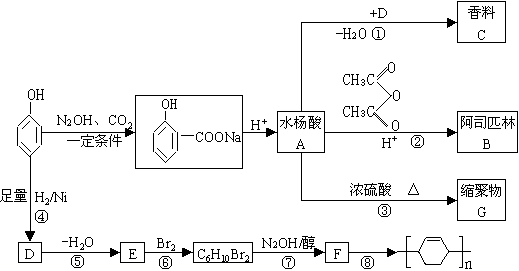 +D
−H₂O ①
香料
C
CH₃C
O
O
CH₃C
O
OH
N₂OH、CO₂
一定条件
OH
COONa
H⁺
水杨酸
A
H⁺ ②
阿司匹林
B
足量 H₂/Ni
④
浓硫酸 △
③
缩聚物
G
D
−H₂O
⑤
E
Br₂
⑥
C₆H₁₀Br₂
N₂OH/醇
⑦
F
⑧
n